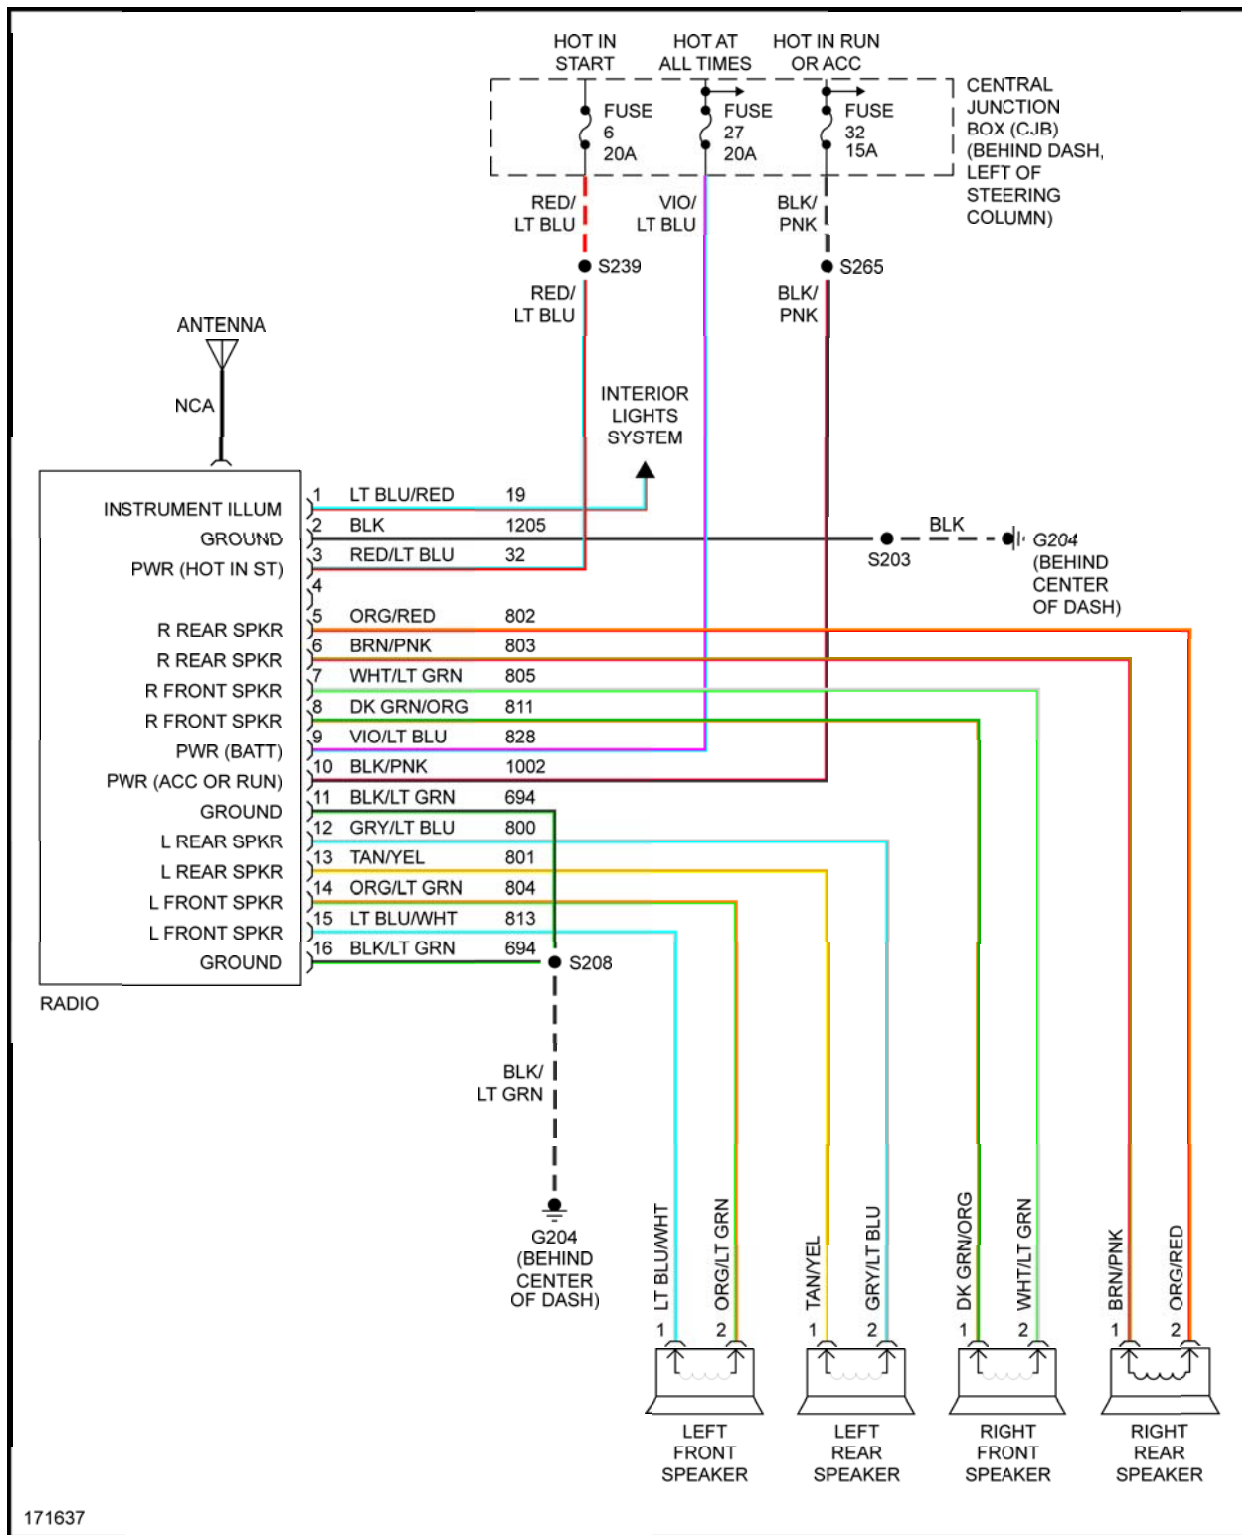 HOT IN
START
HOT AT
ALL TIMES
HOT IN RUN
OR ACC
FUSE
6
20A
FUSE
27
20A
FUSE
32
15A
CENTRAL
JUNCTION
BOX (CJB)
(BEHIND DASH,
LEFT OF
STEERING
COLUMN)
RED/
LT BLU
VIO/
LT BLU
BLK/
PNK
S239
S265
RED/
LT BLU
BLK/
PNK
ANTENNA
NCA
INTERIOR
LIGHTS
SYSTEM
INSTRUMENT ILLUM 1 LT BLU/RED 19
GROUND 2 BLK 1205
PWR (HOT IN ST) 3 RED/LT BLU 32
4
R REAR SPKR 5 ORG/RED 802
R REAR SPKR 6 BRN/PNK 803
R FRONT SPKR 7 WHT/LT GRN 805
R FRONT SPKR 8 DK GRN/ORG 811
PWR (BATT) 9 VIO/LT BLU 828
PWR (ACC OR RUN) 10 BLK/PNK 1002
GROUND 11 BLK/LT GRN 694
L REAR SPKR 12 GRY/LT BLU 800
L REAR SPKR 13 TAN/YEL 801
L FRONT SPKR 14 ORG/LT GRN 804
L FRONT SPKR 15 LT BLU/WHT 813
GROUND 16 BLK/LT GRN 694
RADIO
BLK
S203
G204
(BEHIND
CENTER
OF DASH)
S208
BLK/
LT GRN
G204
(BEHIND
CENTER
OF DASH)
LT BLU/WHT
ORG/LT GRN
TAN/YEL
GRY/LT BLU
DK GRN/ORG
WHT/LT GRN
BRN/PNK
ORG/RED
1 2 1 2 1 2 1 2
LEFT
FRONT
SPEAKER
LEFT
REAR
SPEAKER
RIGHT
FRONT
SPEAKER
RIGHT
REAR
SPEAKER
171637